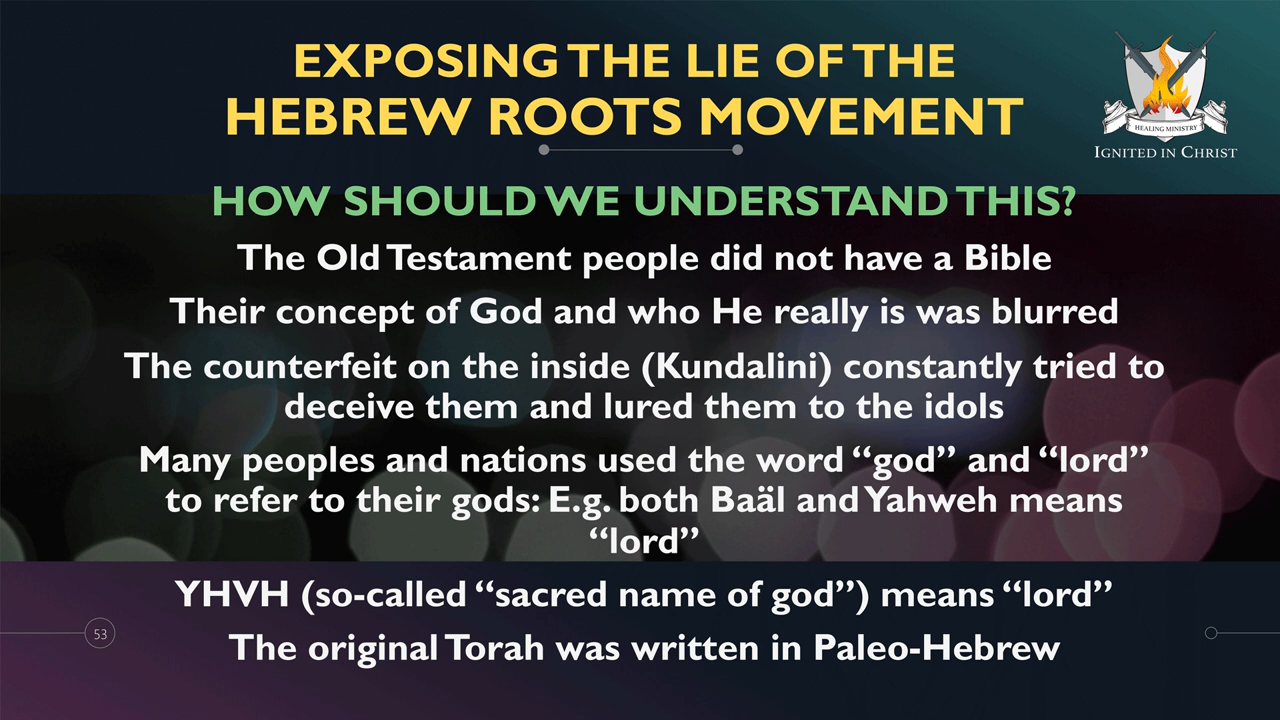 EXPOSING THE LIE OF THE
HEBREW ROOTS MOVEMENT
HEALING MINISTRY
IGNITED IN CHRIST
HOW SHOULD WE UNDERSTAND THIS?
The Old Testament people did not have a Bible
Their concept of God and who He really is was blurred
The counterfeit on the inside (Kundalini) constantly tried to
deceive them and lured them to the idols
Many peoples and nations used the word “god” and “lord”
to refer to their gods: E.g. both Baäl and Yahweh means
“lord”
YHVH (so-called “sacred name of god”) means “lord”
53
The original Torah was written in Paleo-Hebrew